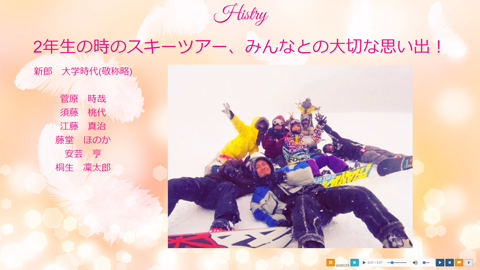 Histry
2年生の時のスキーツアー、みんなとの大切な思い出！
新郎　大学時代(敬称略)
菅原　時哉
須藤　桃代
江藤　真治
藤堂　ほのか
安芸　亨
桐生　凜太郎